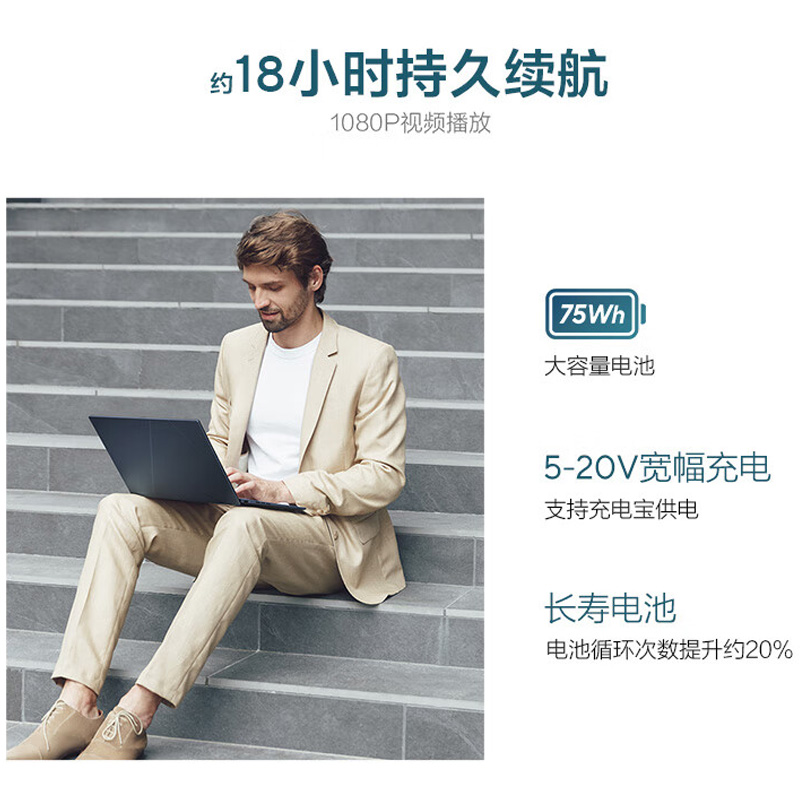 约18小时持久续航
1080P视频播放
75Wh
大容量电池
5-20V宽幅充电
支持充电宝供电
长寿电池
电池循环次数提升约20%